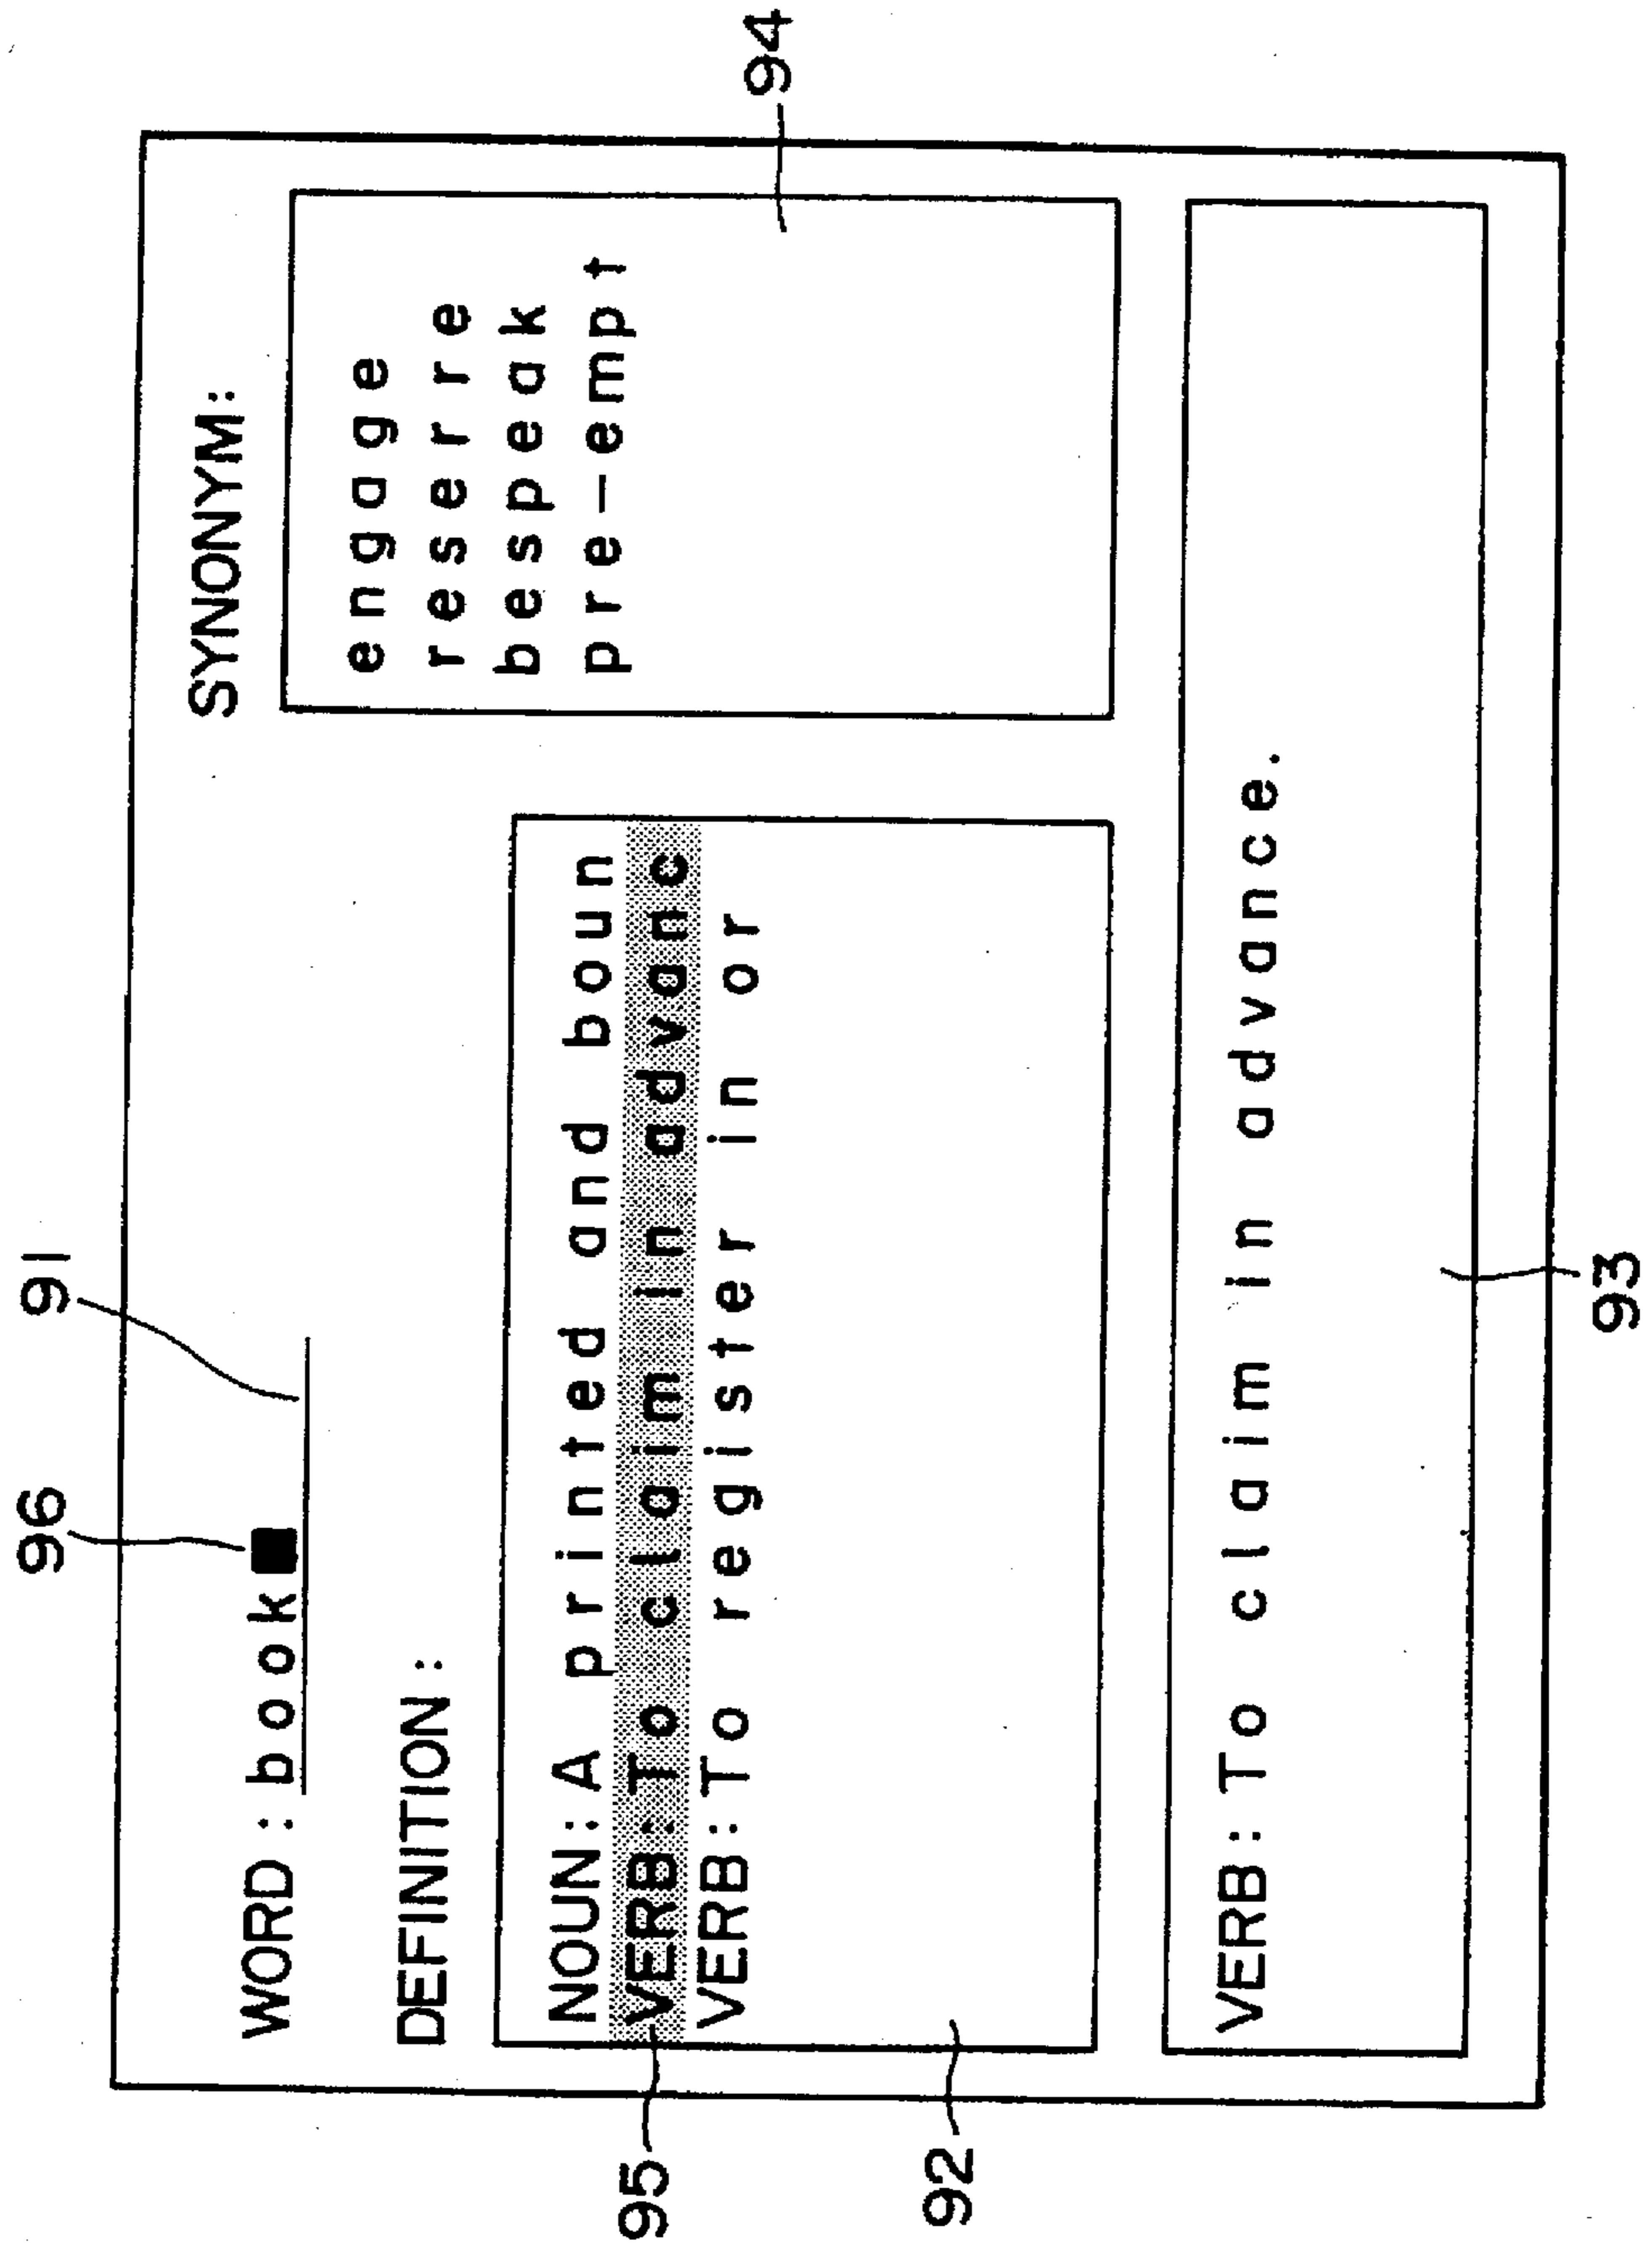 96
91
WORD : book
SYNONYM:
DEFINITION :
engage
reserre
bespeak
pre-empt
94
NOUN: A printed and boun
95
VERB: To claim in advanc
VERB: To register in or
92
VERB: To claim in advance.
93